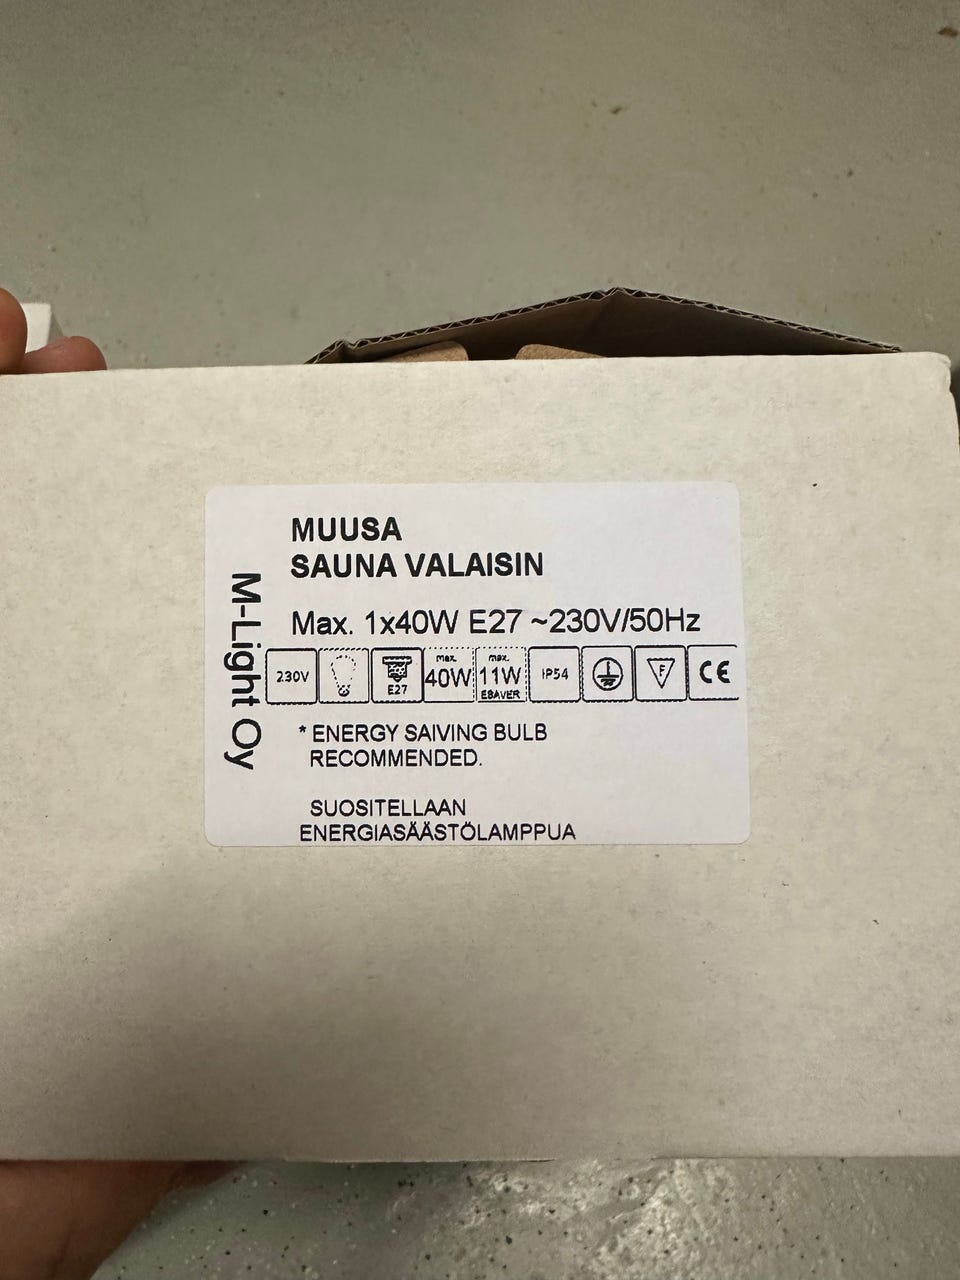 MUUSA
SAUNA VALAISIN
Max. 1x40W E27 ~230V/50Hz
230V E27 max. 40W max. 11W ESAVER IP54 F CE
* ENERGY SAIVING BULB
RECOMMENDED.
SUOSITELLAAN
ENERGIASÄÄSTÖLAMPPUA
M-Light Oy